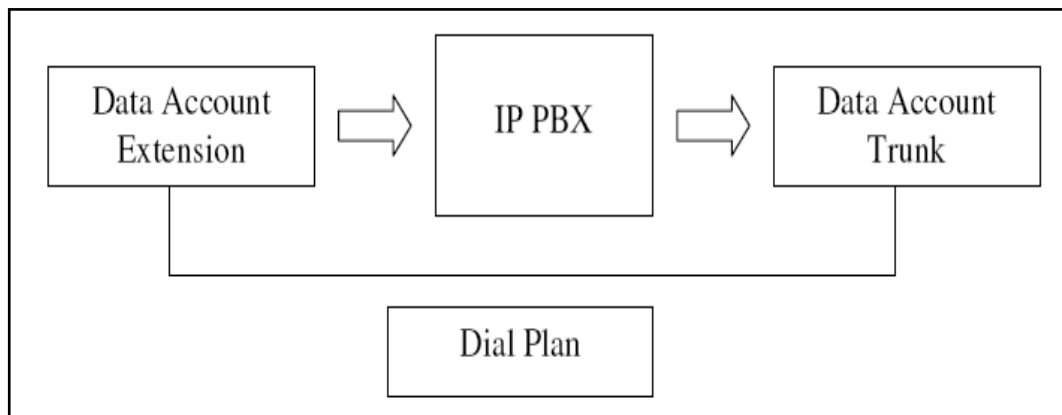 Data Account
Extension
IP PBX
Data Account
Trunk
Dial Plan